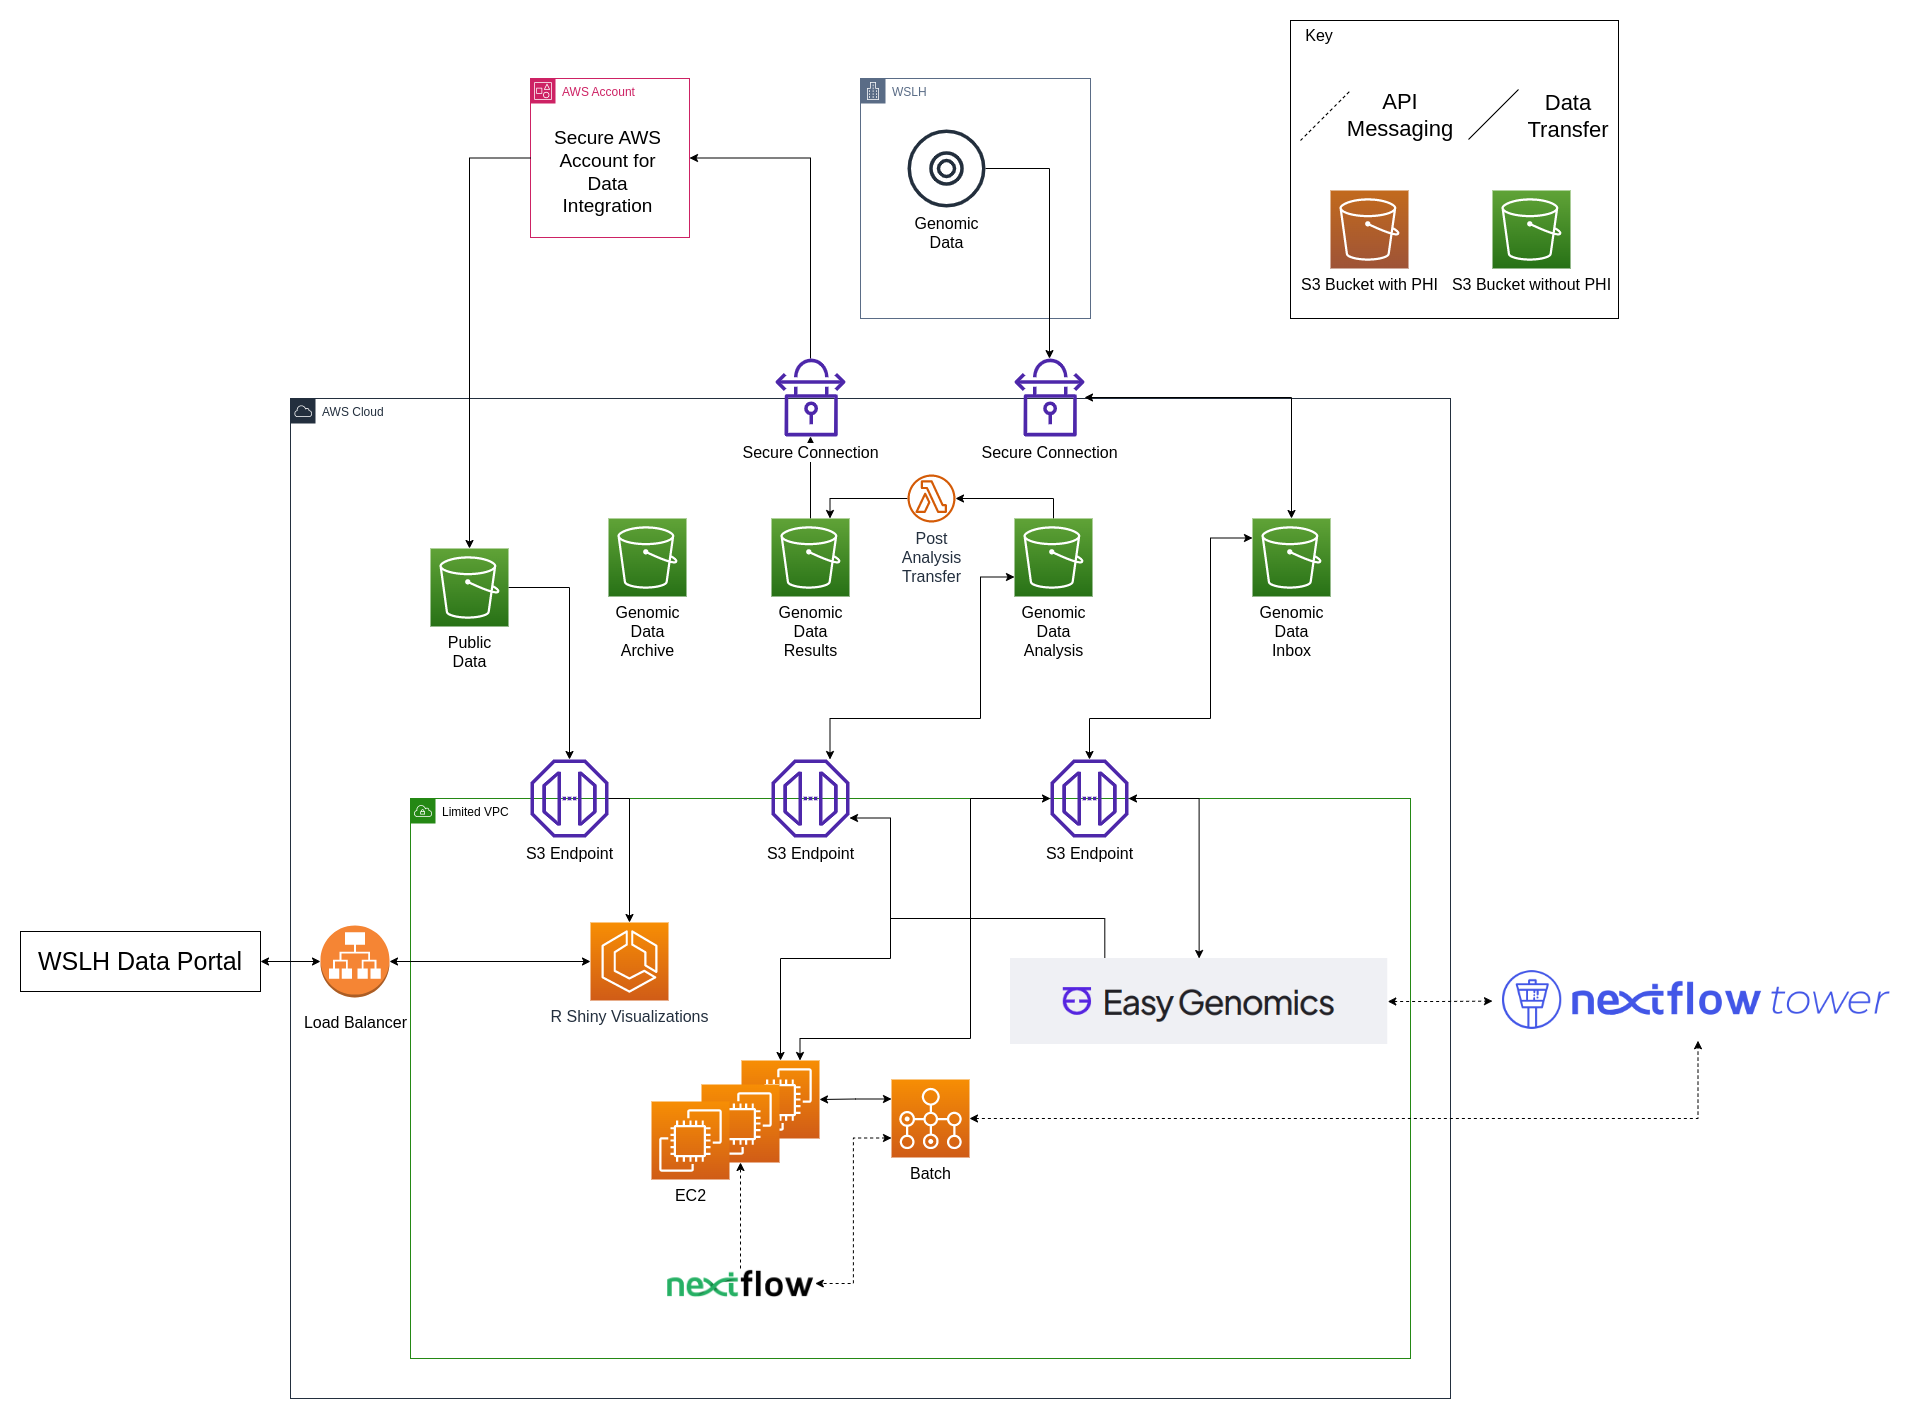 Key
API
Messaging
Data
Transfer
S3 Bucket with PHI
S3 Bucket without PHI
AWS Account
Secure AWS
Account for
Data
Integration
WSLH
Genomic
Data
AWS Cloud
Secure Connection
Secure Connection
Post
Analysis
Transfer
Public
Data
Genomic
Data
Archive
Genomic
Data
Results
Genomic
Data
Analysis
Genomic
Data
Inbox
Limited VPC
S3 Endpoint
S3 Endpoint
S3 Endpoint
WSLH Data Portal
Load Balancer
R Shiny Visualizations
Easy Genomics
nextflow tower
EC2
Batch
nextflow